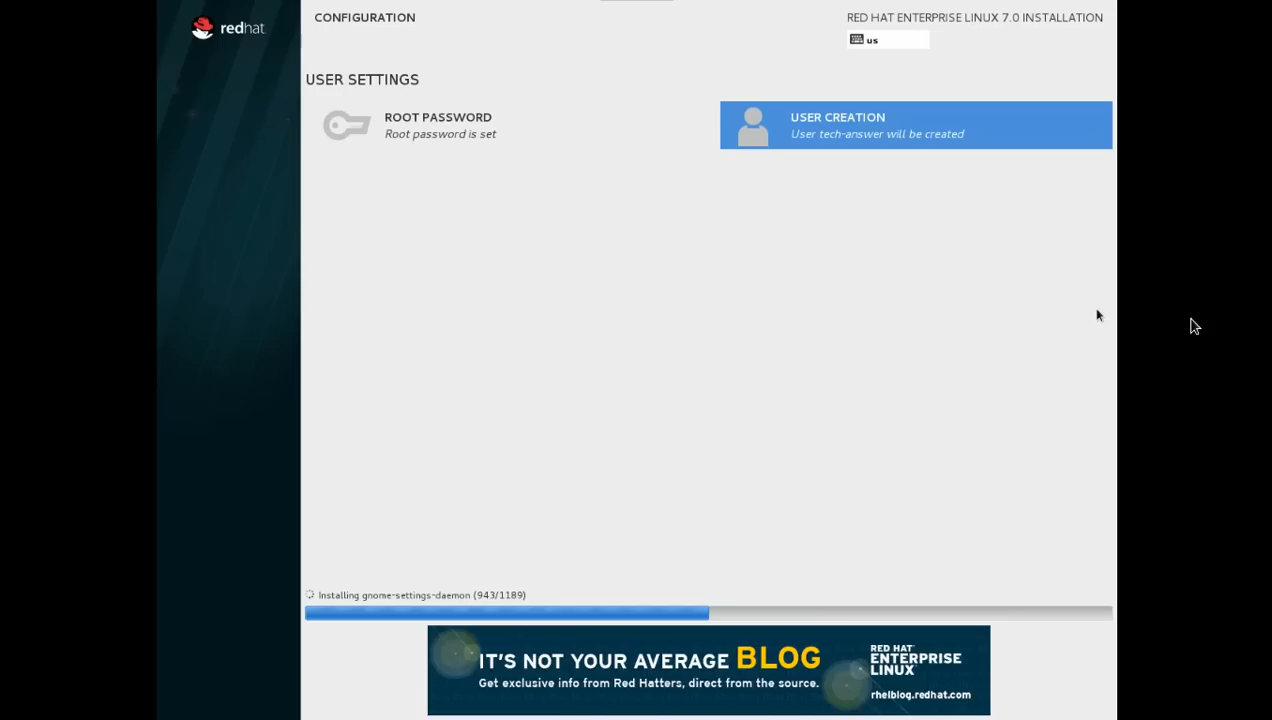 redhat.
CONFIGURATION
RED HAT ENTERPRISE LINUX 7.0 INSTALLATION
us
USER SETTINGS
ROOT PASSWORD
Root password is set
USER CREATION
User tech-answer will be created
Installing gnome-settings-daemon (943/1189)
IT'S NOT YOUR AVERAGE BLOG
Get exclusive info from Red Hatters, direct from the source.
RED HAT
ENTERPRISE
LINUX
rhelblog.redhat.com